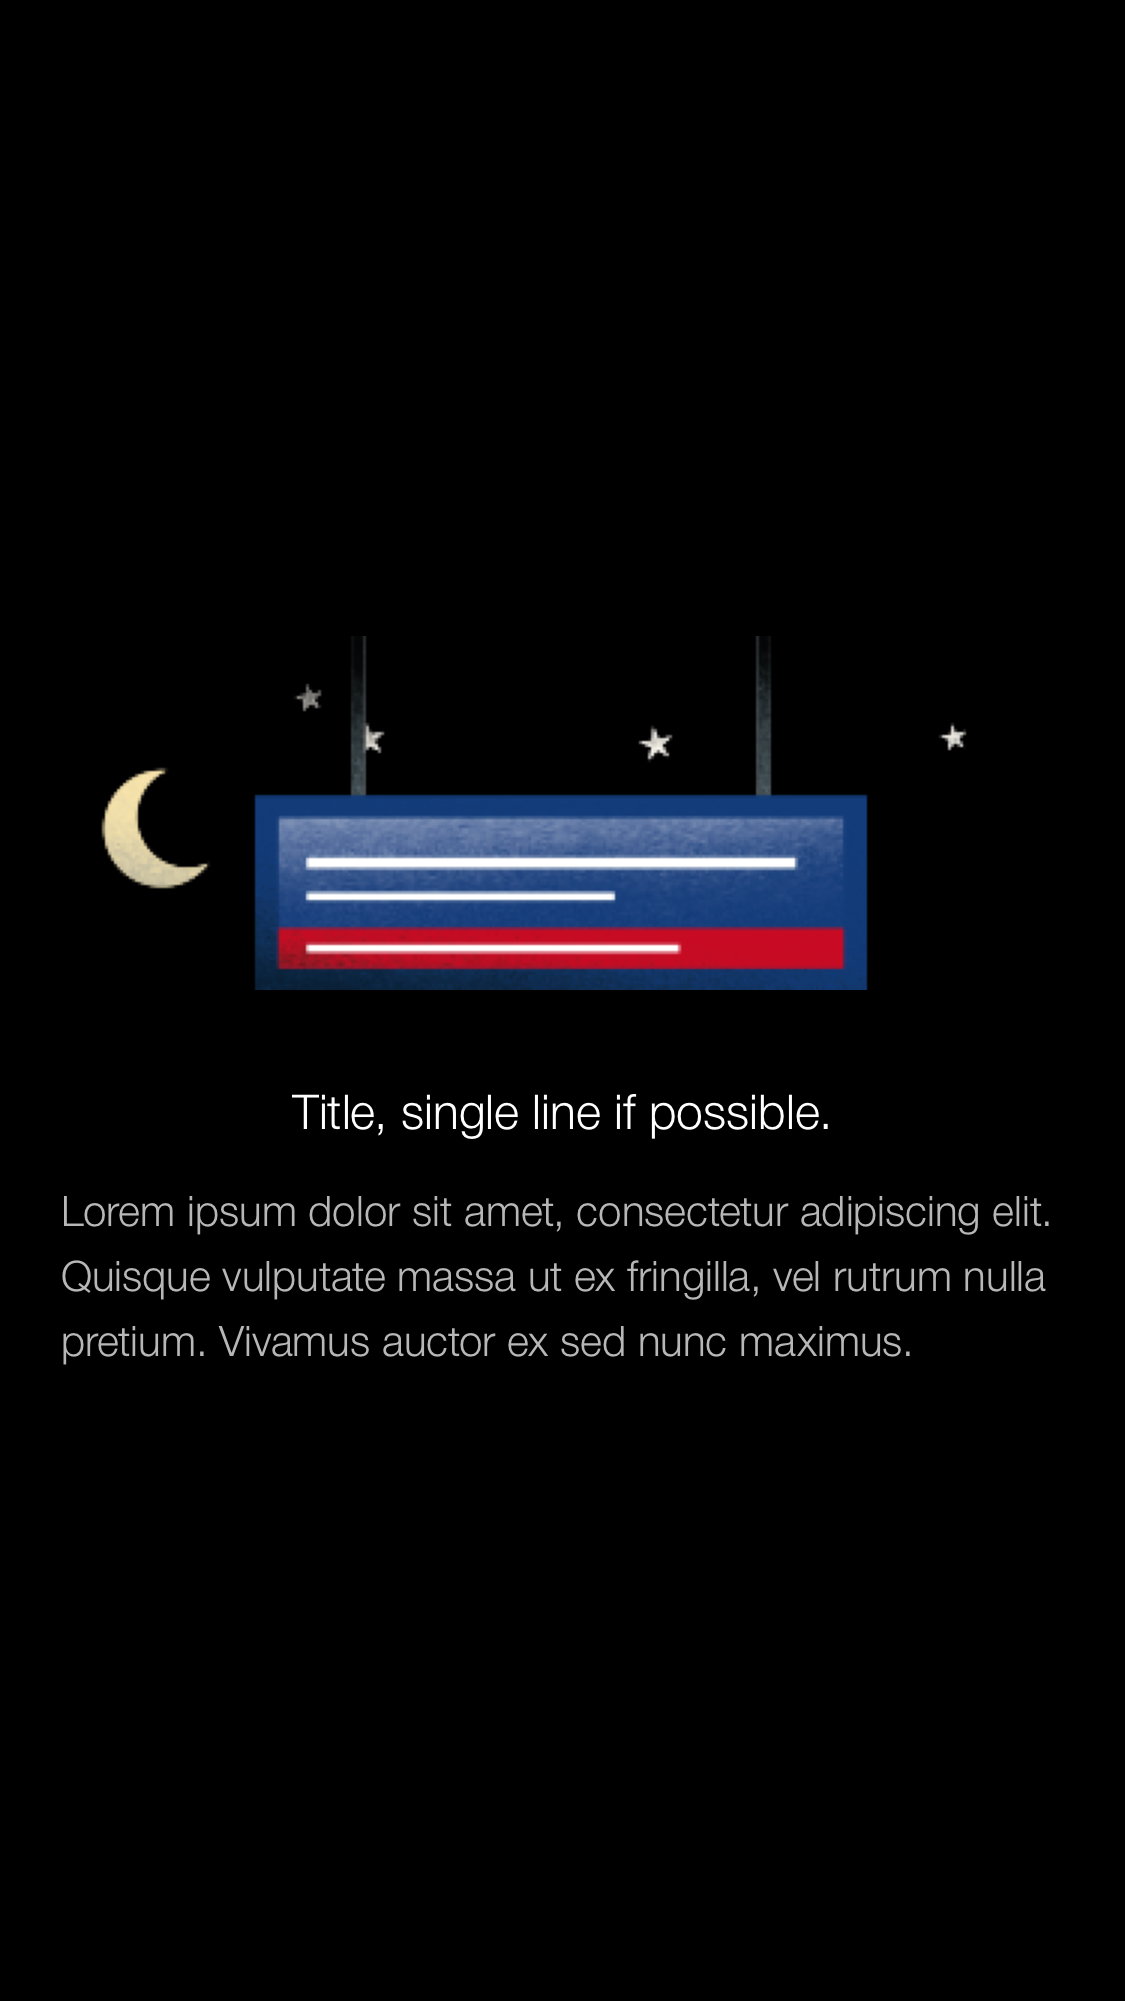 Title, single line if possible.
Lorem ipsum dolor sit amet, consectetur adipiscing elit.
Quisque vulputate massa ut ex fringilla, vel rutrum nulla
pretium. Vivamus auctor ex sed nunc maximus.